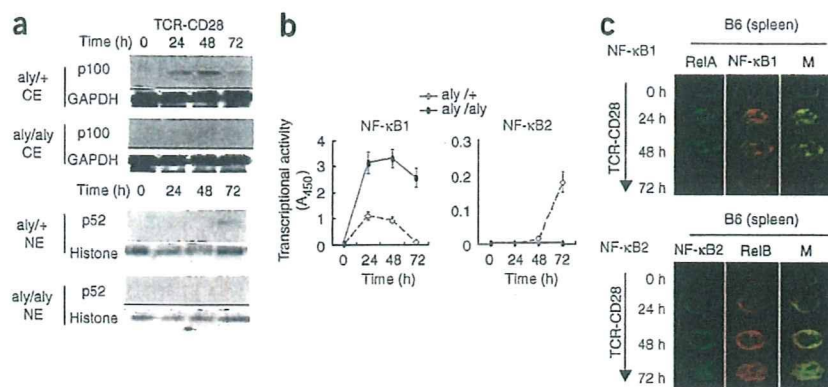 a
TCR-CD28
Time (h) 0 24 48 72
aly/+ CE p100
GAPDH
aly/aly CE p100
GAPDH
Time (h) 0 24 48 72
aly/+ NE p52
Histone
aly/aly NE p52
Histone
b
aly /+
aly /aly
NF-κB1
NF-κB2
Transcriptional activity (A450)
4
3
2
1
0
0.3
0.2
0.1
0
0 24 48 72
Time (h)
0 24 48 72
Time (h)
c
B6 (spleen)
NF-κB1
RelA NF-κB1 M
TCR-CD28
0 h
24 h
48 h
72 h
B6 (spleen)
NF-κB2
NF-κB2 RelB M
TCR-CD28
0 h
24 h
48 h
72 h